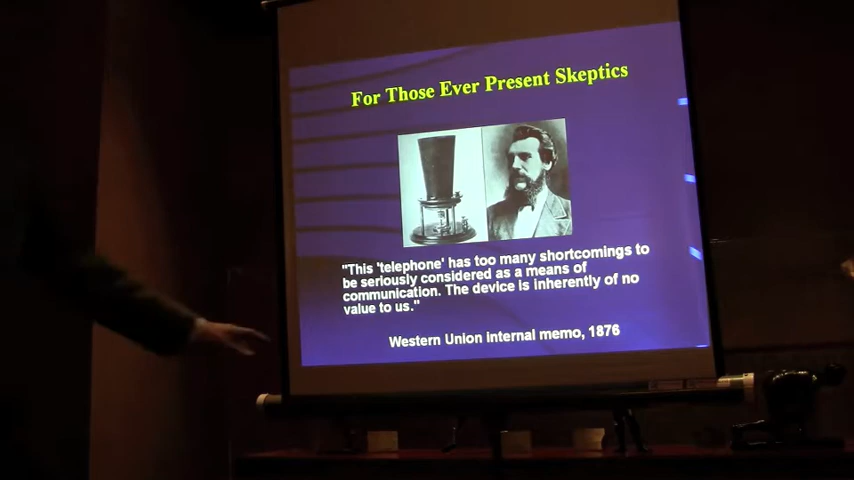 For Those Ever Present Skeptics
"This 'telephone' has too many shortcomings to
be seriously considered as a means of
communication. The device is inherently of no
value to us."
Western Union internal memo, 1876